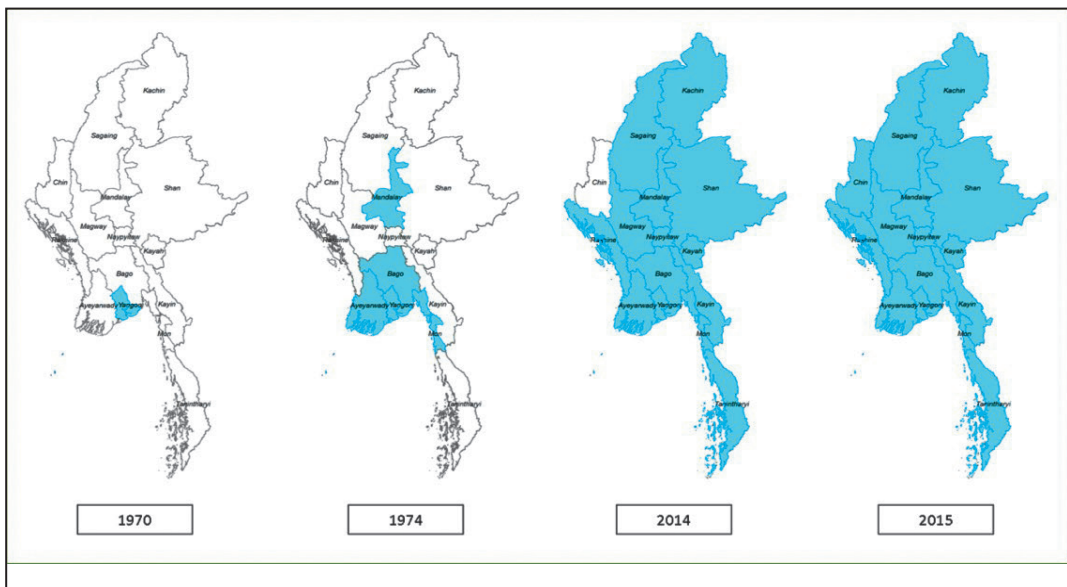 Kachin
Sagaing
Chin
Shan
Mandalay
Magway
Rakhine
Naypyitaw
Kayah
Bago
Ayeyarwady
Yangon
Kayin
Mon
Tanintharyi
1970
Kachin
Sagaing
Chin
Shan
Mandalay
Magway
Rakhine
Naypyitaw
Kayah
Bago
Ayeyarwady
Yangon
Kayin
Mon
Tanintharyi
1974
Kachin
Sagaing
Chin
Shan
Mandalay
Magway
Rakhine
Naypyitaw
Kayah
Bago
Ayeyarwady
Yangon
Kayin
Mon
Tanintharyi
2014
Kachin
Sagaing
Chin
Shan
Mandalay
Magway
Rakhine
Naypyitaw
Kayah
Bago
Ayeyarwady
Yangon
Kayin
Mon
Tanintharyi
2015